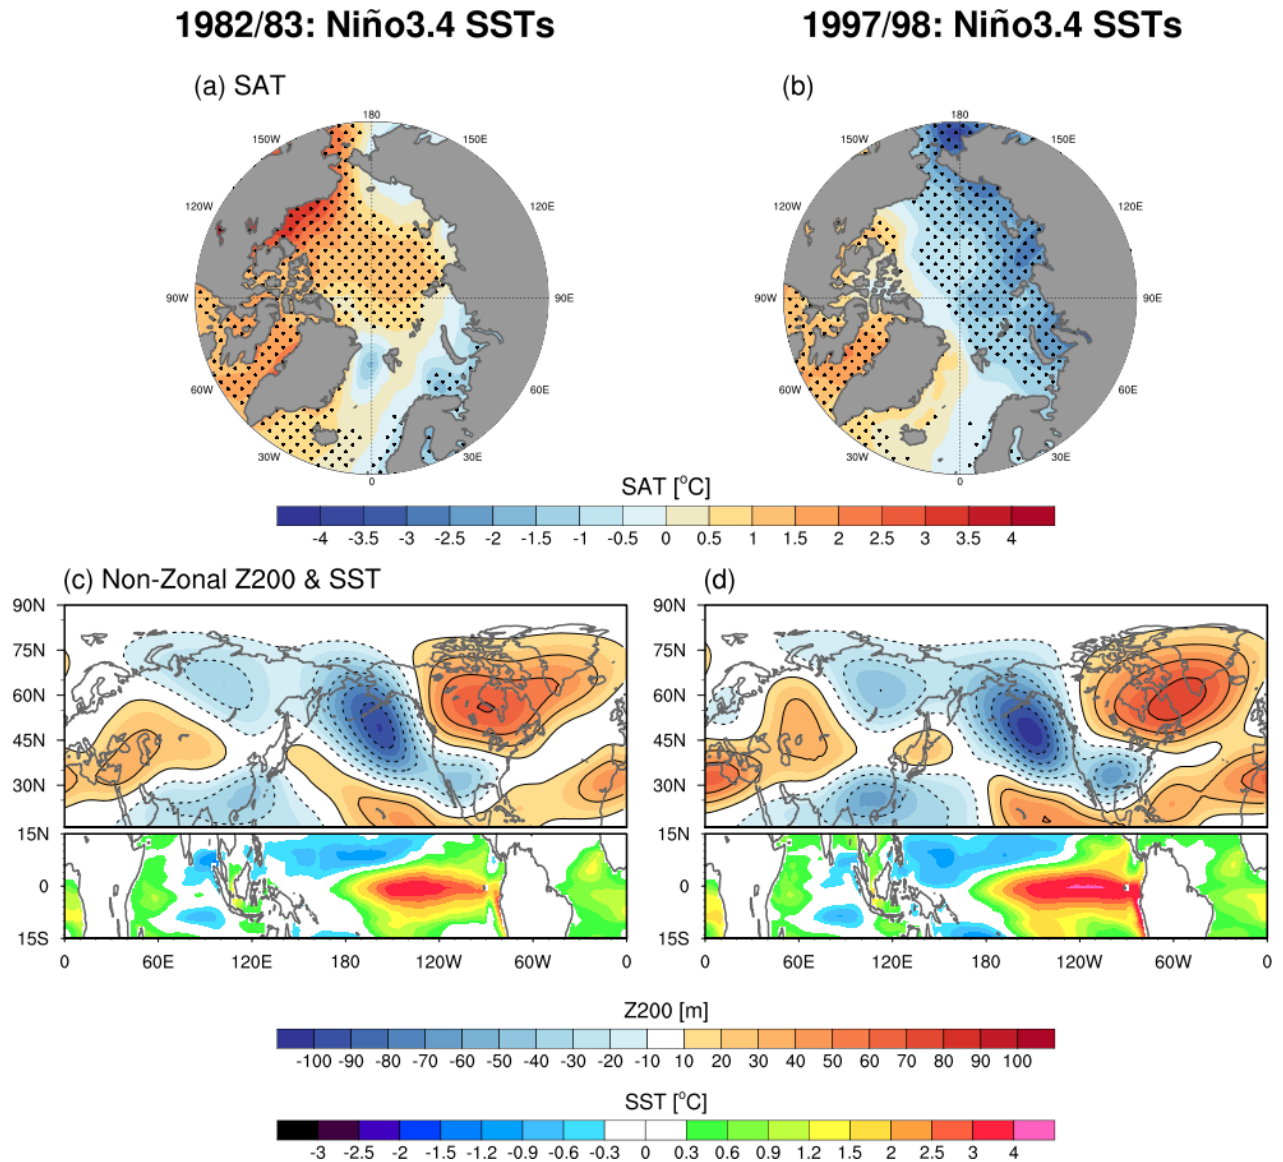 1982/83: Niño3.4 SSTs
1997/98: Niño3.4 SSTs
(a) SAT
(b)
180
150W
150E
120W
120E
90W
90E
60W
60E
30W
30E
0
180
150W
150E
120W
120E
90W
90E
60W
60E
30W
30E
0
SAT [°C]
-4 -3.5 -3 -2.5 -2 -1.5 -1 -0.5 0 0.5 1 1.5 2 2.5 3 3.5 4
(c) Non-Zonal Z200 & SST
(d)
90N
75N
60N
45N
30N
15N
0
15S
0 60E 120E 180 120W 60W 0
90N
75N
60N
45N
30N
15N
0
15S
0 60E 120E 180 120W 60W 0
Z200 [m]
-100 -90 -80 -70 -60 -50 -40 -30 -20 -10 10 20 30 40 50 60 70 80 90 100
SST [°C]
-3 -2.5 -2 -1.5 -1.2 -0.9 -0.6 -0.3 0 0.3 0.6 0.9 1.2 1.5 2 2.5 3 4